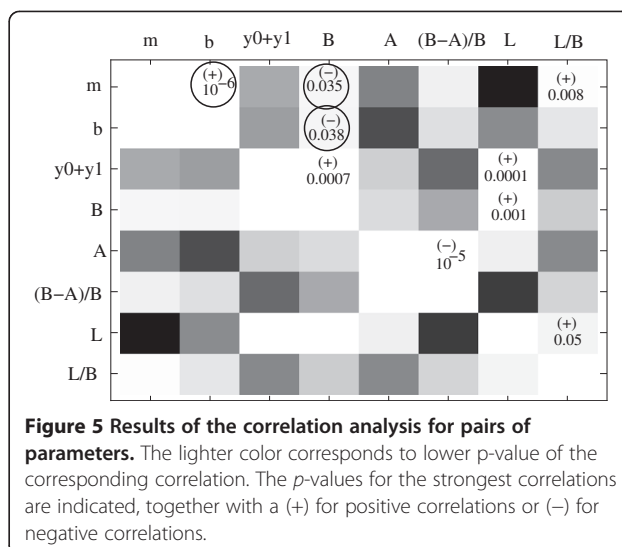 m b y0+y1 B A (B−A)/B L L/B
m (+) (−) (+)
10−6 0.035 0.008
b (−)
0.038
y0+y1 (+) (+)
0.0007 0.0001
B (+)
0.001
A (−)
10−5
(B−A)/B
L (+)
0.05
L/B
Figure 5 Results of the correlation analysis for pairs of
parameters. The lighter color corresponds to lower p-value of the
corresponding correlation. The p-values for the strongest correlations
are indicated, together with a (+) for positive correlations or (−) for
negative correlations.